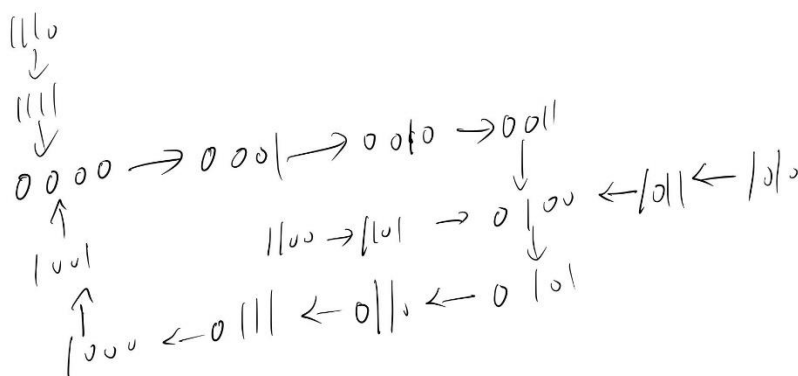 1110
↓
1111
↓
0000 → 0001 → 0010 → 0011
↑ ↓
1100 → 1101 → 0100 ← 1011 ← 1010
1001 ↓
↑
1000 ← 0111 ← 0110 ← 0101